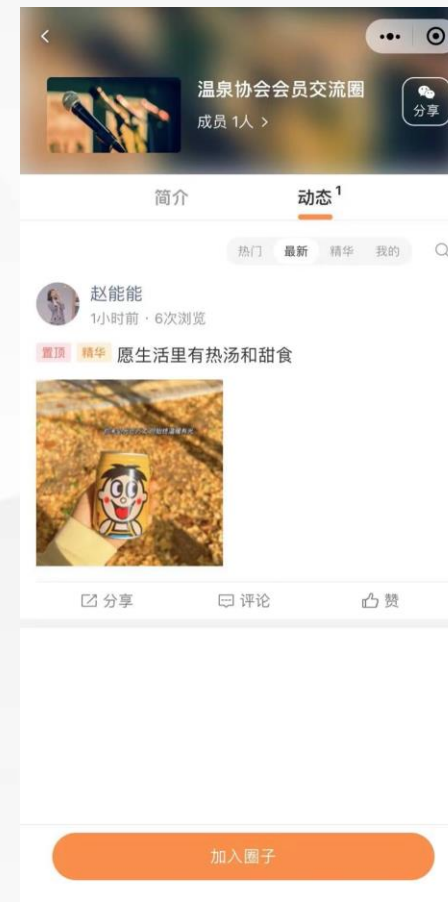 温泉协会会员交流圈
成员 1人 >
分享
简介
动态 1
热门 最新 精华 我的
赵能能
1小时前 · 6次浏览
置顶 精华 愿生活里有热汤和甜食
分享 评论 赞
加入圈子